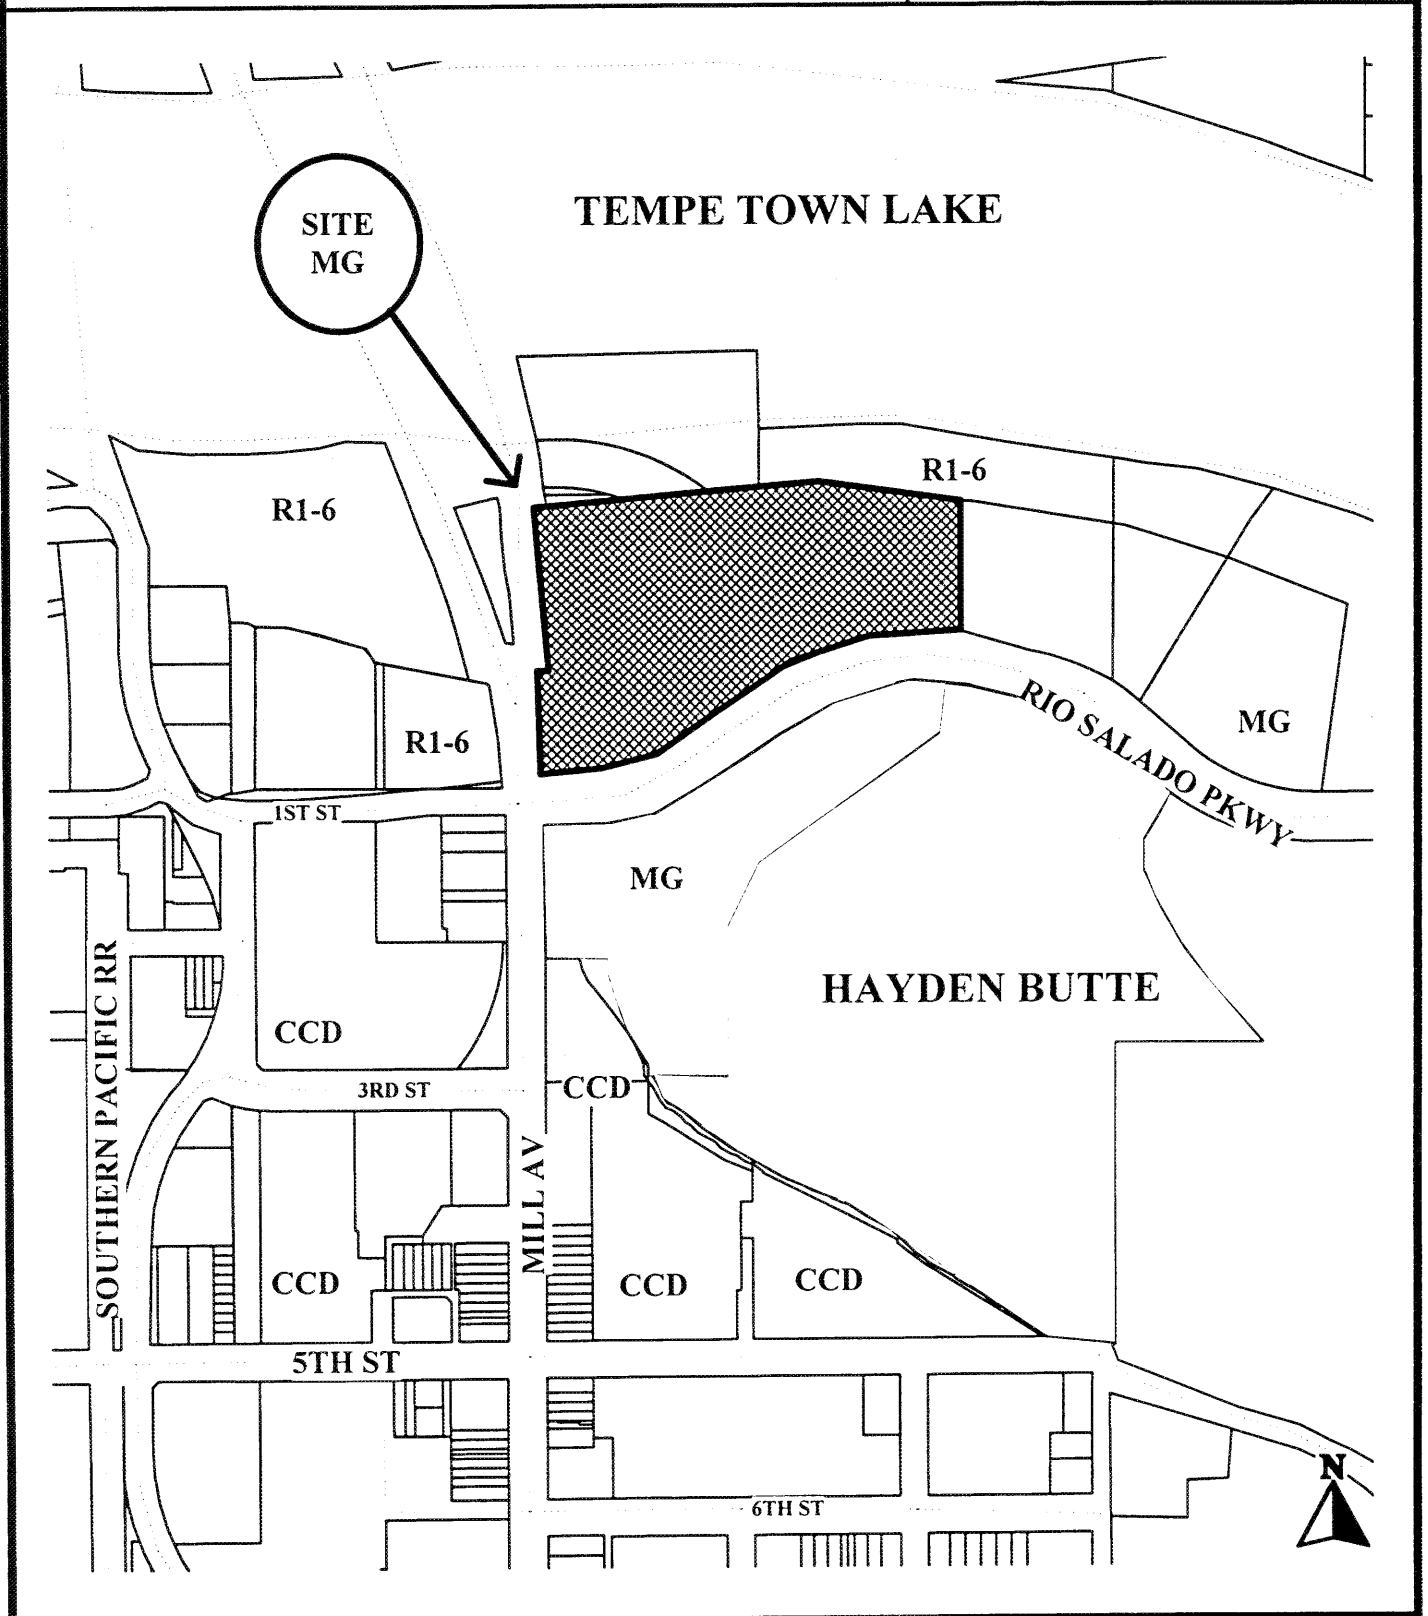 SITE
MG
TEMPE TOWN LAKE
R1-6
R1-6
R1-6
MG
RIO SALADO PKWY
1ST ST
MG
HAYDEN BUTTE
SOUTHERN PACIFIC RR
CCD
3RD ST
CCD
MILL AV
CCD
CCD
CCD
5TH ST
N
6TH ST